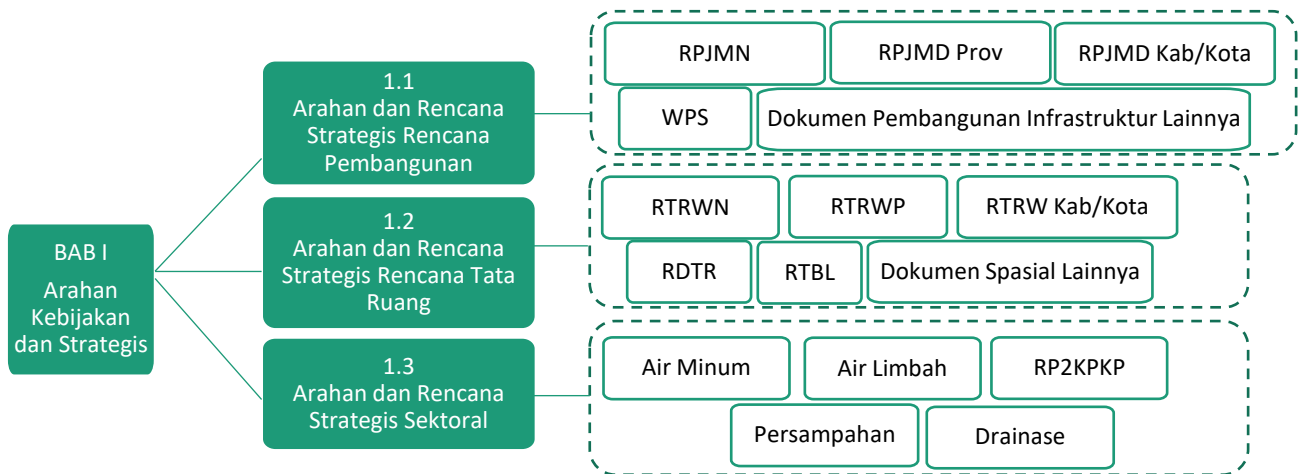 BAB I
Arahan
Kebijakan
dan Strategis
1.1
Arahan dan Rencana
Strategis Rencana
Pembangunan
RPJMN
RPJMD Prov
RPJMD Kab/Kota
WPS
Dokumen Pembangunan Infrastruktur Lainnya
1.2
Arahan dan Rencana
Strategis Rencana Tata
Ruang
RTRWN
RTRWP
RTRW Kab/Kota
RDTR
RTBL
Dokumen Spasial Lainnya
1.3
Arahan dan Rencana
Strategis Sektoral
Air Minum
Air Limbah
RP2KPKP
Persampahan
Drainase